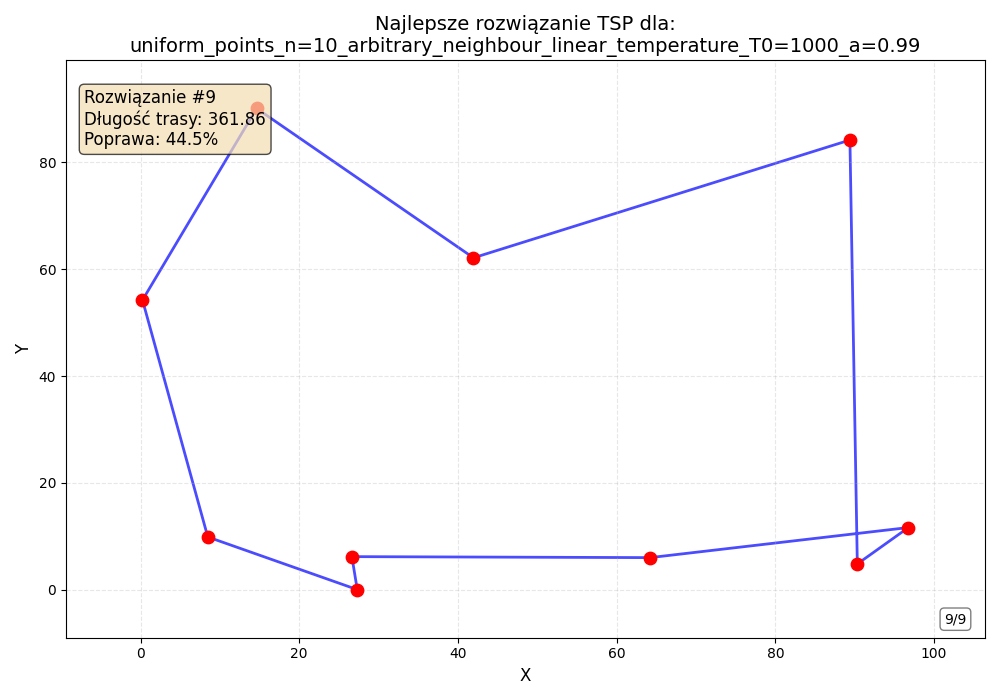 Najlepsze rozwiązanie TSP dla:
uniform_points_n=10_arbitrary_neighbour_linear_temperature_T0=1000_a=0.99
Rozwiązanie #9
Długość trasy: 361.86
Poprawa: 44.5%
80
60
40
20
0
Y
9/9
0 20 40 60 80 100
X